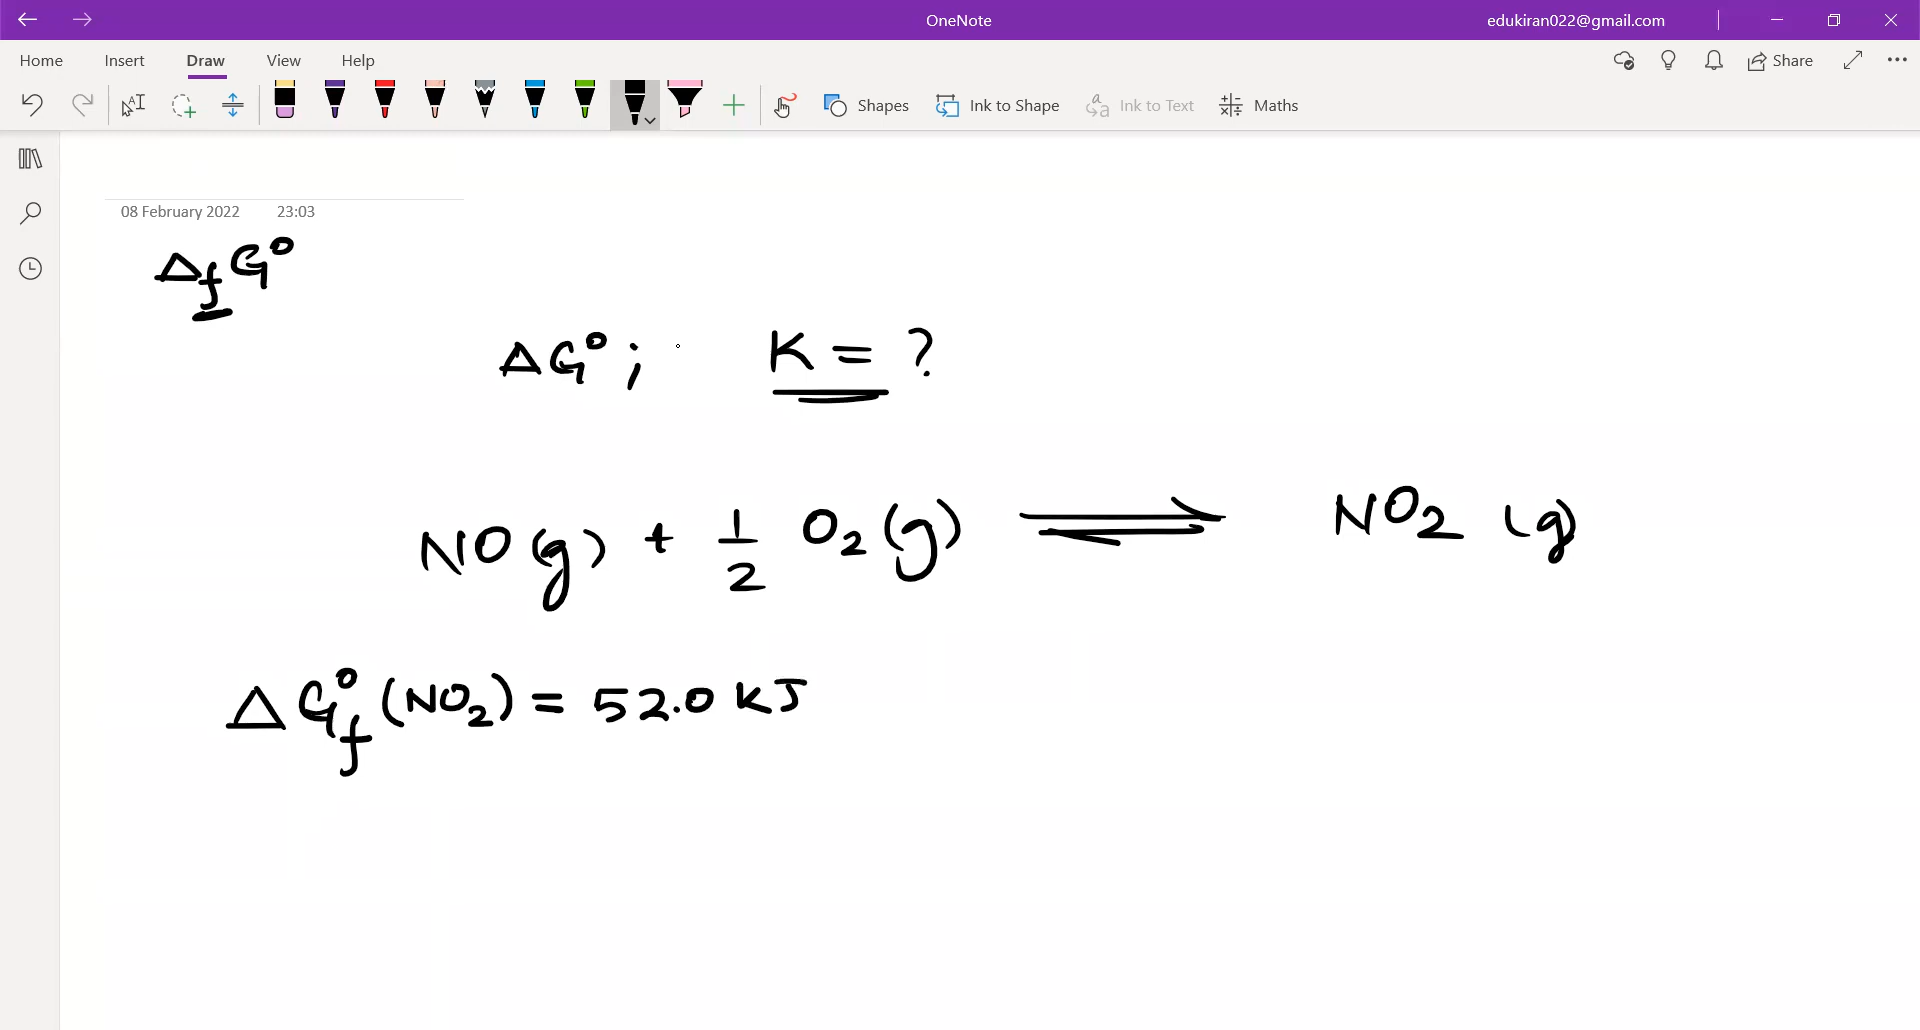 OneNote
edukiran022@gmail.com
Home Insert Draw View Help
Share
Shapes Ink to Shape Ink to Text Maths
08 February 2022 23:03
ΔfG°
ΔG° ; K = ?
NO(g) + 1/2 O₂(g) ⇌ NO₂ (g)
ΔG°f (NO₂) = 52.0 KJ